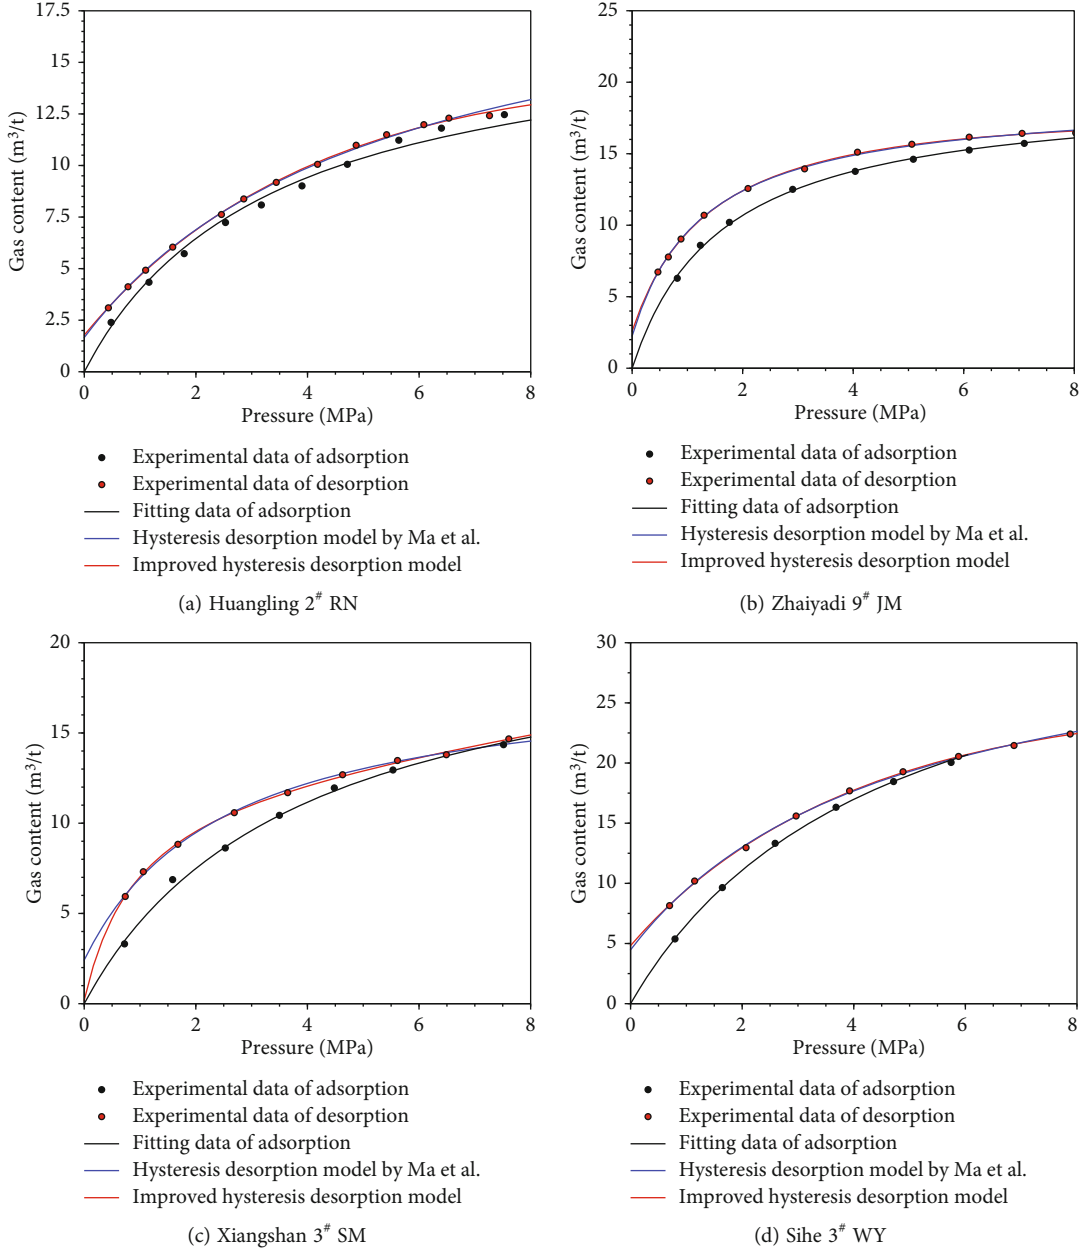 17.5
15
12.5
10
7.5
5
2.5
0
Gas content (m³/t)
0 2 4 6 8
Pressure (MPa)
Experimental data of adsorption
Experimental data of desorption
Fitting data of adsorption
Hysteresis desorption model by Ma et al.
Improved hysteresis desorption model
(a) Huangling 2# RN
25
20
15
10
5
0
Gas content (m³/t)
0 2 4 6 8
Pressure (MPa)
Experimental data of adsorption
Experimental data of desorption
Fitting data of adsorption
Hysteresis desorption model by Ma et al.
Improved hysteresis desorption model
(b) Zhaiyadi 9# JM
20
15
10
5
0
Gas content (m³/t)
0 2 4 6 8
Pressure (MPa)
Experimental data of adsorption
Experimental data of desorption
Fitting data of adsorption
Hysteresis desorption model by Ma et al.
Improved hysteresis desorption model
(c) Xiangshan 3# SM
30
25
20
15
10
5
0
Gas content (m³/t)
0 2 4 6 8
Pressure (MPa)
Experimental data of adsorption
Experimental data of desorption
Fitting data of adsorption
Hysteresis desorption model by Ma et al.
Improved hysteresis desorption model
(d) Sihe 3# WY